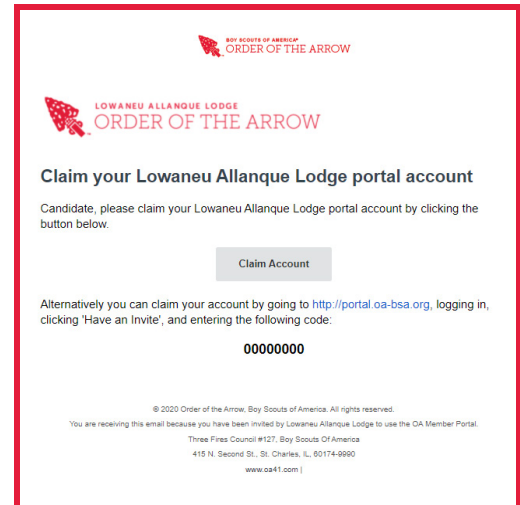 BOY SCOUTS OF AMERICA®
ORDER OF THE ARROW
LOWANEU ALLANQUE LODGE
ORDER OF THE ARROW
Claim your Lowaneu Allanque Lodge portal account
Candidate, please claim your Lowaneu Allanque Lodge portal account by clicking the
button below.
Claim Account
Alternatively you can claim your account by going to http://portal.oa-bsa.org, logging in,
clicking 'Have an Invite', and entering the following code:
00000000
© 2020 Order of the Arrow, Boy Scouts of America. All rights reserved.
You are receiving this email because you have been invited by Lowaneu Allanque Lodge to use the OA Member Portal.
Three Fires Council #127, Boy Scouts Of America
415 N. Second St., St. Charles, IL, 60174-9990
www.oa41.com |